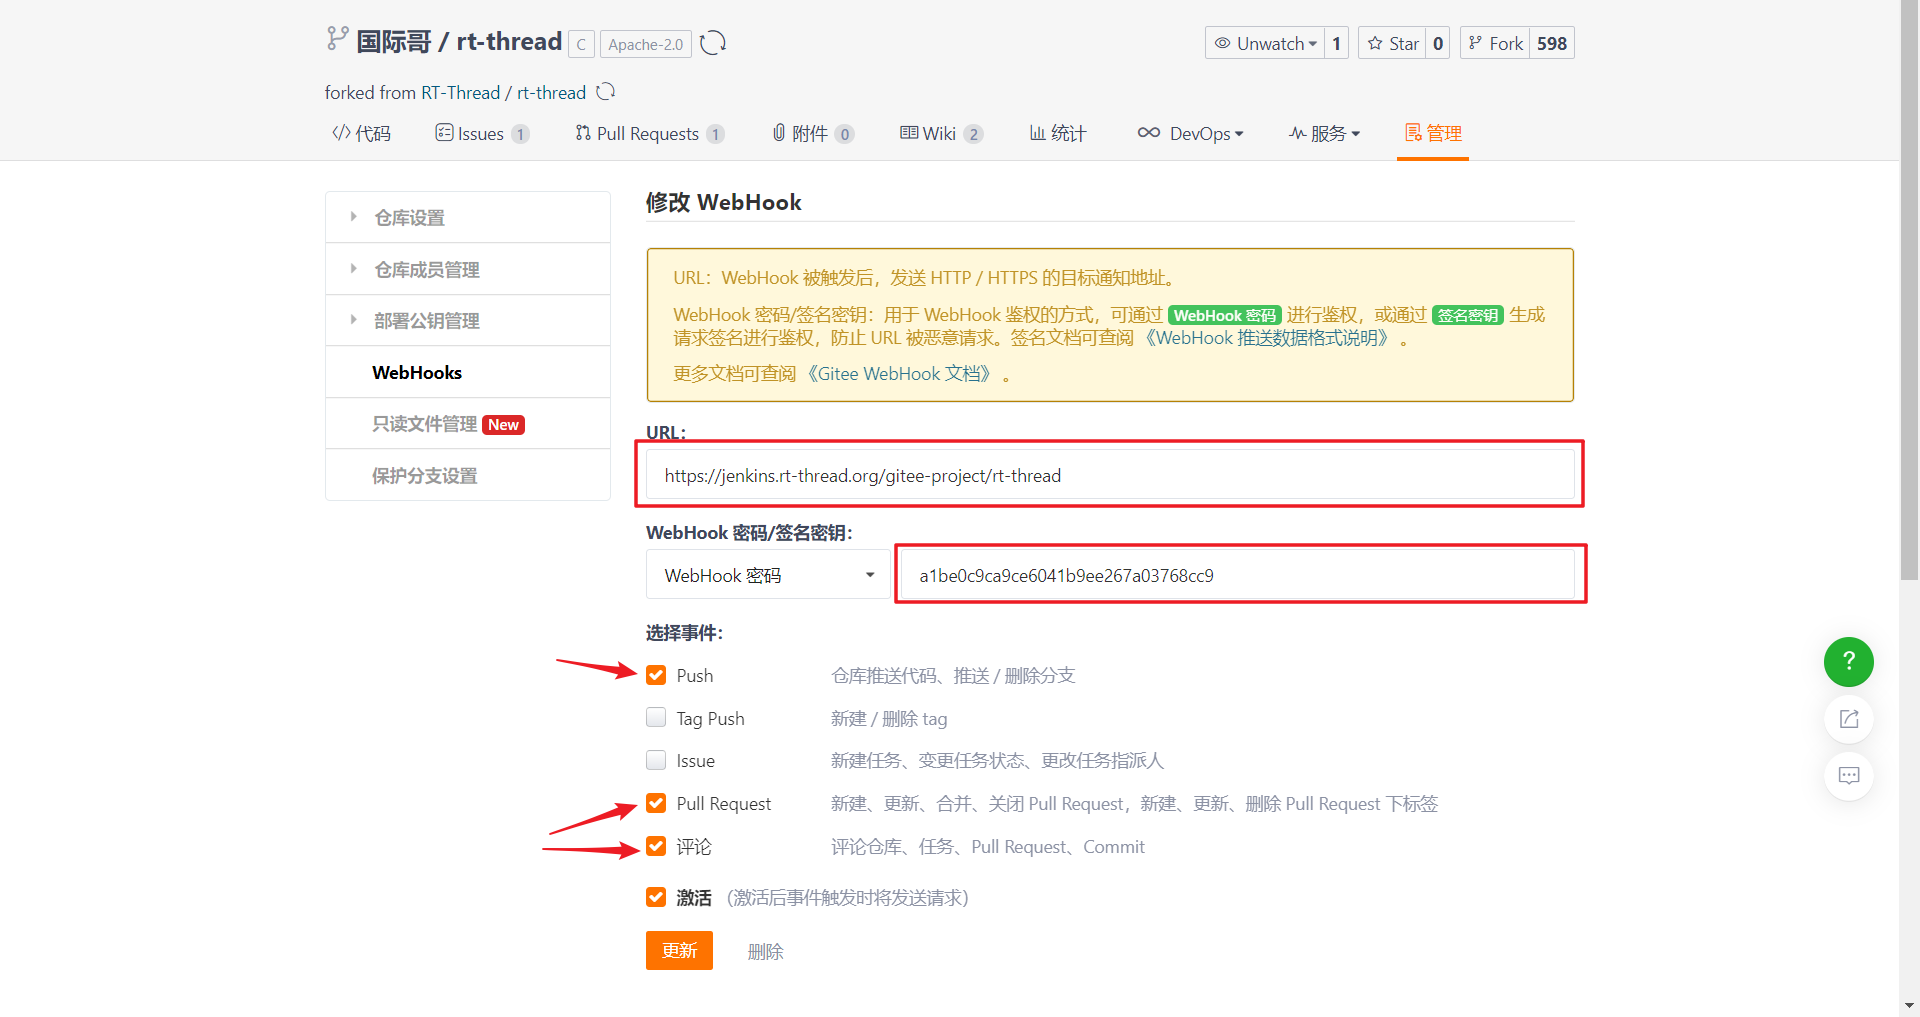 国际哥 / rt-thread C Apache-2.0
Unwatch 1 Star 0 Fork 598
forked from RT-Thread / rt-thread
代码 Issues 1 Pull Requests 1 附件 0 Wiki 2 统计 DevOps 服务 管理
仓库设置
仓库成员管理
部署公钥管理
WebHooks
只读文件管理 New
保护分支设置
修改 WebHook
URL：WebHook 被触发后，发送 HTTP / HTTPS 的目标通知地址。
WebHook 密码/签名密钥：用于 WebHook 鉴权的方式，可通过 WebHook 密码 进行鉴权，或通过 签名密钥 生成
请求签名进行鉴权，防止 URL 被恶意请求。签名文档可查阅 《WebHook 推送数据格式说明》 。
更多文档可查阅 《Gitee WebHook 文档》 。
URL：
https://jenkins.rt-thread.org/gitee-project/rt-thread
WebHook 密码/签名密钥：
WebHook 密码 a1be0c9ca9ce6041b9ee267a03768cc9
选择事件：
Push 仓库推送代码、推送 / 删除分支
Tag Push 新建 / 删除 tag
Issue 新建任务、变更任务状态、更改任务指派人
Pull Request 新建、更新、合并、关闭 Pull Request，新建、更新、删除 Pull Request 下标签
评论 评论仓库、任务、Pull Request、Commit
激活 （激活后事件触发时将发送请求）
更新 删除
?